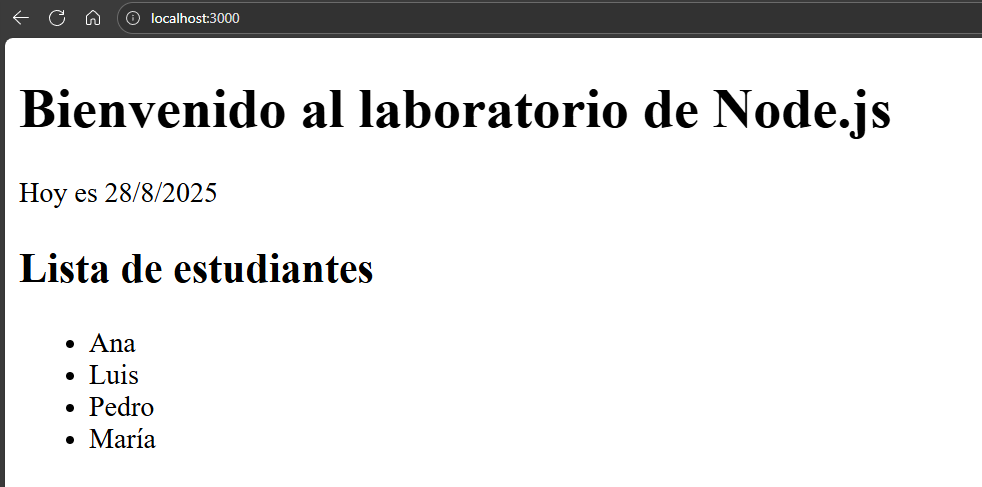 localhost:3000
Bienvenido al laboratorio de Node.js
Hoy es 28/8/2025
Lista de estudiantes
Ana
Luis
Pedro
María